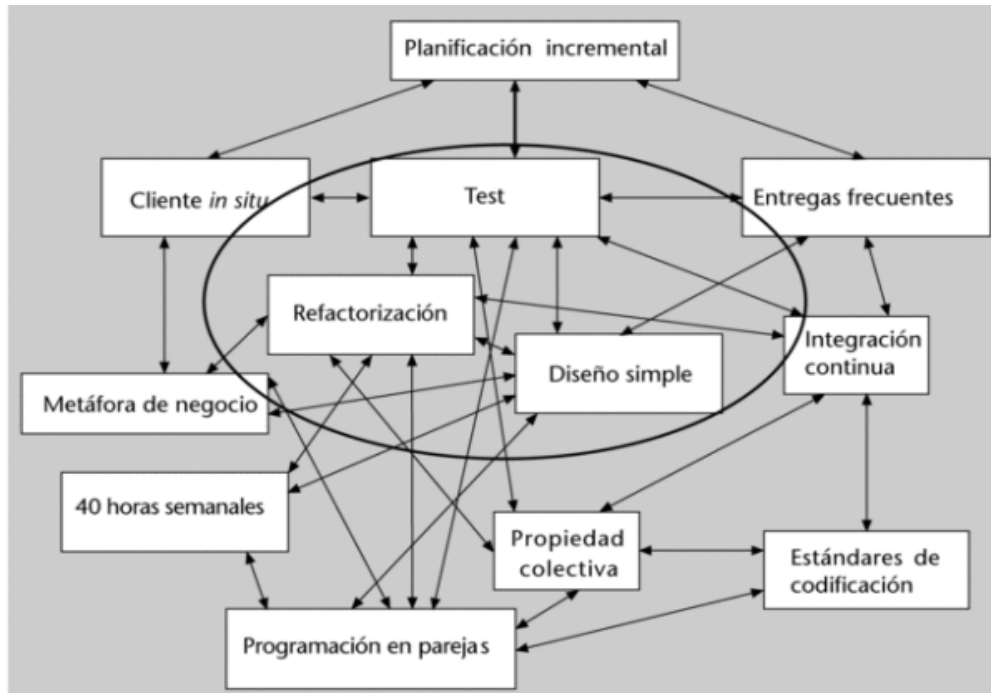 Planificación incremental
Cliente in situ
Test
Entregas frecuentes
Refactorización
Diseño simple
Integración
continua
Metáfora de negocio
40 horas semanales
Propiedad
colectiva
Estándares de
codificación
Programación en parejas